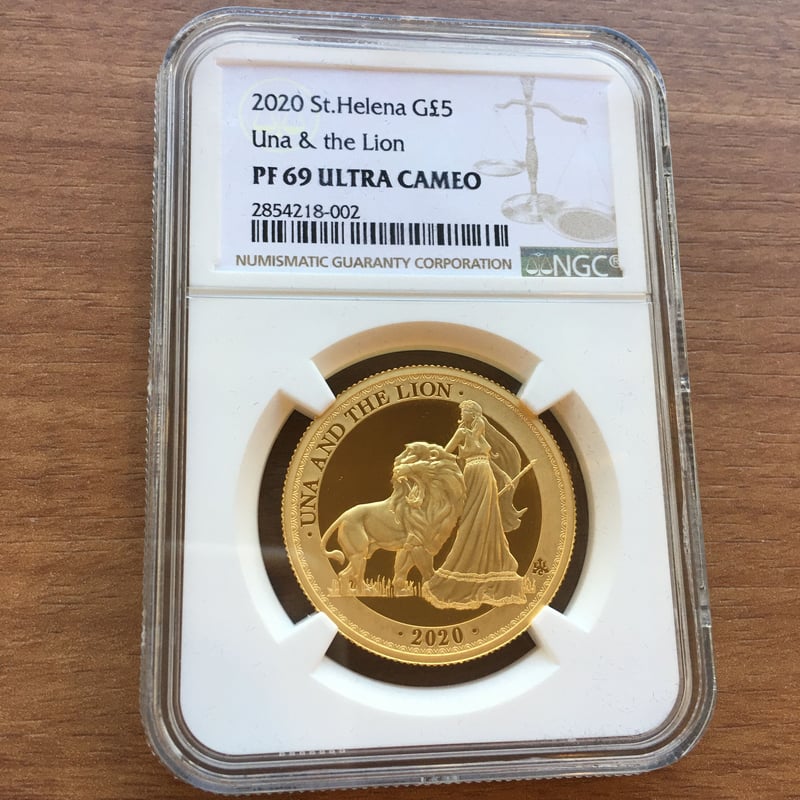 2020 St.Helena G£5
Una & the Lion
PF 69 ULTRA CAMEO
2854218-002
NUMISMATIC GUARANTY CORPORATION
NGC®
· UNA AND THE LION ·
· 2020 ·